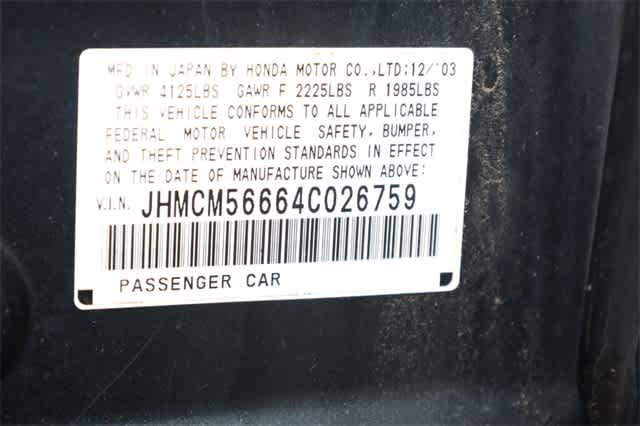 MFD IN JAPAN BY HONDA MOTOR CO.,LTD:12/'03
GVWR 4125LBS GAWR F 2225LBS R 1985LBS
THIS VEHICLE CONFORMS TO ALL APPLICABLE
FEDERAL MOTOR VEHICLE SAFETY, BUMPER,
AND THEFT PREVENTION STANDARDS IN EFFECT
ON THE DATE OF MANUFACTURE SHOWN ABOVE:
V.I.N. JHMCM56664C026759
PASSENGER CAR